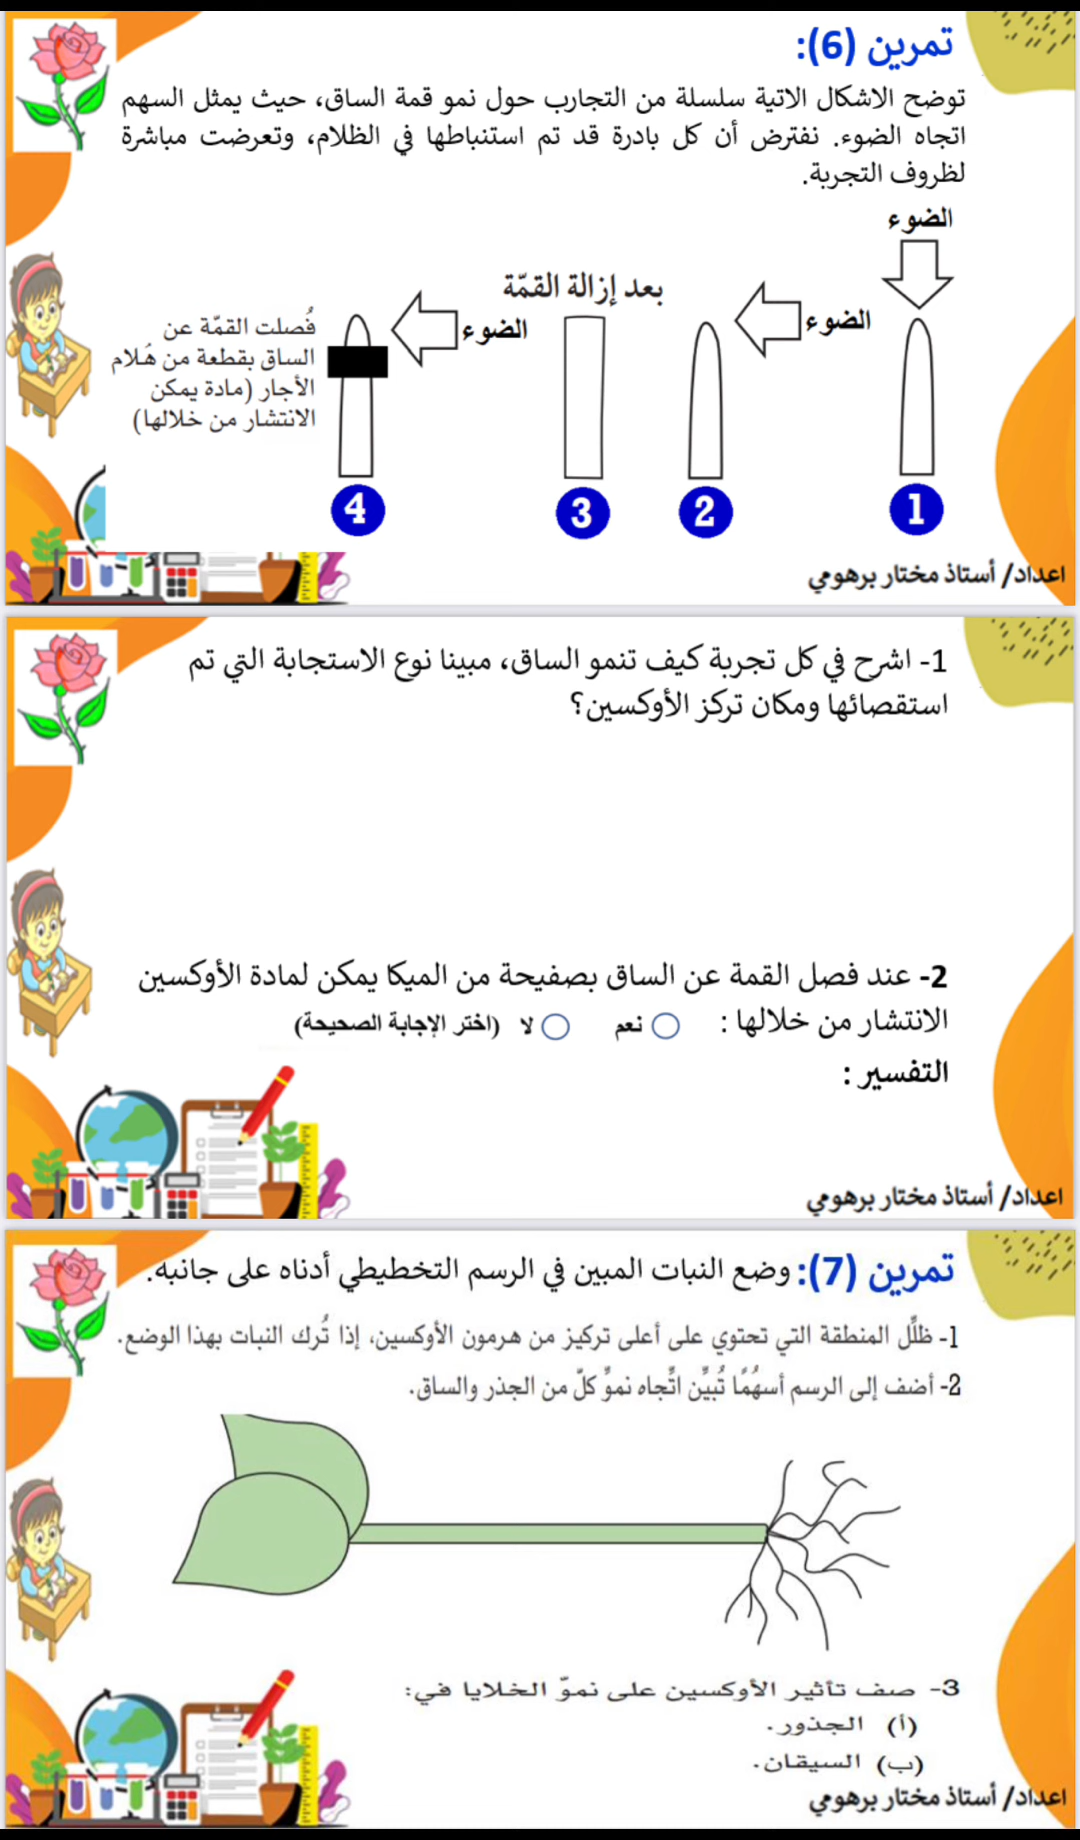 تمرين (6):
توضح الاشكال الاتية سلسلة من التجارب حول نمو قمة الساق، حيث يمثل السهم
اتجاه الضوء. نفترض أن كل بادرة قد تم استنباطها في الظلام، وتعرضت مباشرة
لظروف التجربة.
الضوء
الضوء
بعد إزالة القمّة
الضوء
فُصلت القمّة عن
الساق بقطعة من هُلام
الأجار (مادة يمكن
الانتشار من خلالها)
1
2
3
4
اعداد/ أستاذ مختار برهومي
1- اشرح في كل تجربة كيف تنمو الساق، مبينا نوع الاستجابة التي تم
استقصائها ومكان تركز الأوكسين؟
2- عند فصل القمة عن الساق بصفيحة من الميكا يمكن لمادة الأوكسين
الانتشار من خلالها : نعم لا (اختر الإجابة الصحيحة)
التفسير :
اعداد/ أستاذ مختار برهومي
تمرين (7): وضع النبات المبين في الرسم التخطيطي أدناه على جانبه.
1- ظلِّل المنطقة التي تحتوي على أعلى تركيز من هرمون الأوكسين، إذا تُرك النبات بهذا الوضع.
2- أضف إلى الرسم أسهُمًا تُبيِّن اتِّجاه نموِّ كلّ من الجذر والساق.
3- صف تأثير الأوكسين على نموّ الخلايا في:
(أ) الجذور.
(ب) السيقان.
اعداد/ أستاذ مختار برهومي